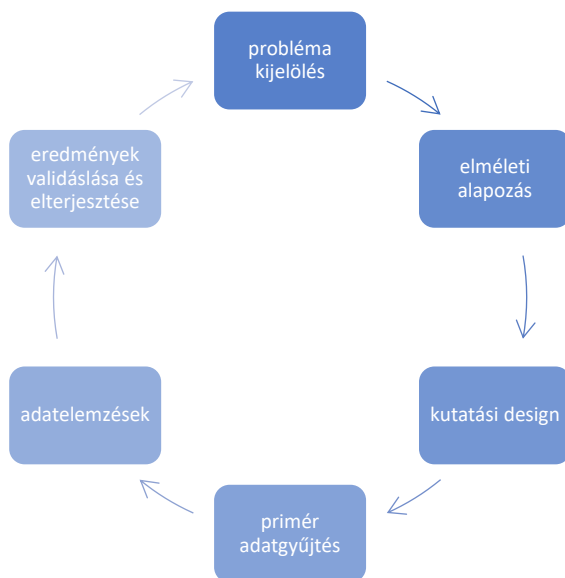 probléma
kijelölés
elméleti
alapozás
kutatási design
primér
adatgyűjtés
adatelemzések
eredmények
validáslása és
elterjesztése